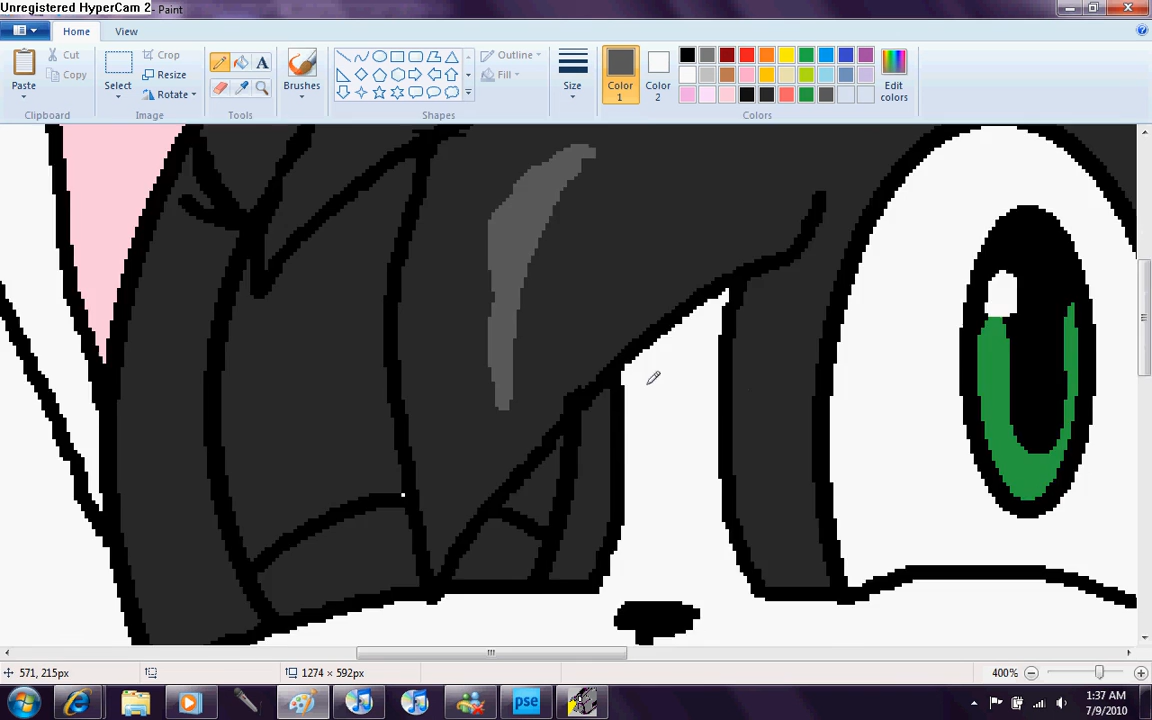 Unregistered HyperCam 2 - Paint
Home View
Paste
Cut
Copy
Clipboard
Select
Crop
Resize
Rotate
Image
A
Tools
Brushes
Outline
Fill
Shapes
Size
Color 1
Color 2
Edit colors
Colors
571, 215px
1274 × 592px
400%
pse
1:37 AM
7/9/2010